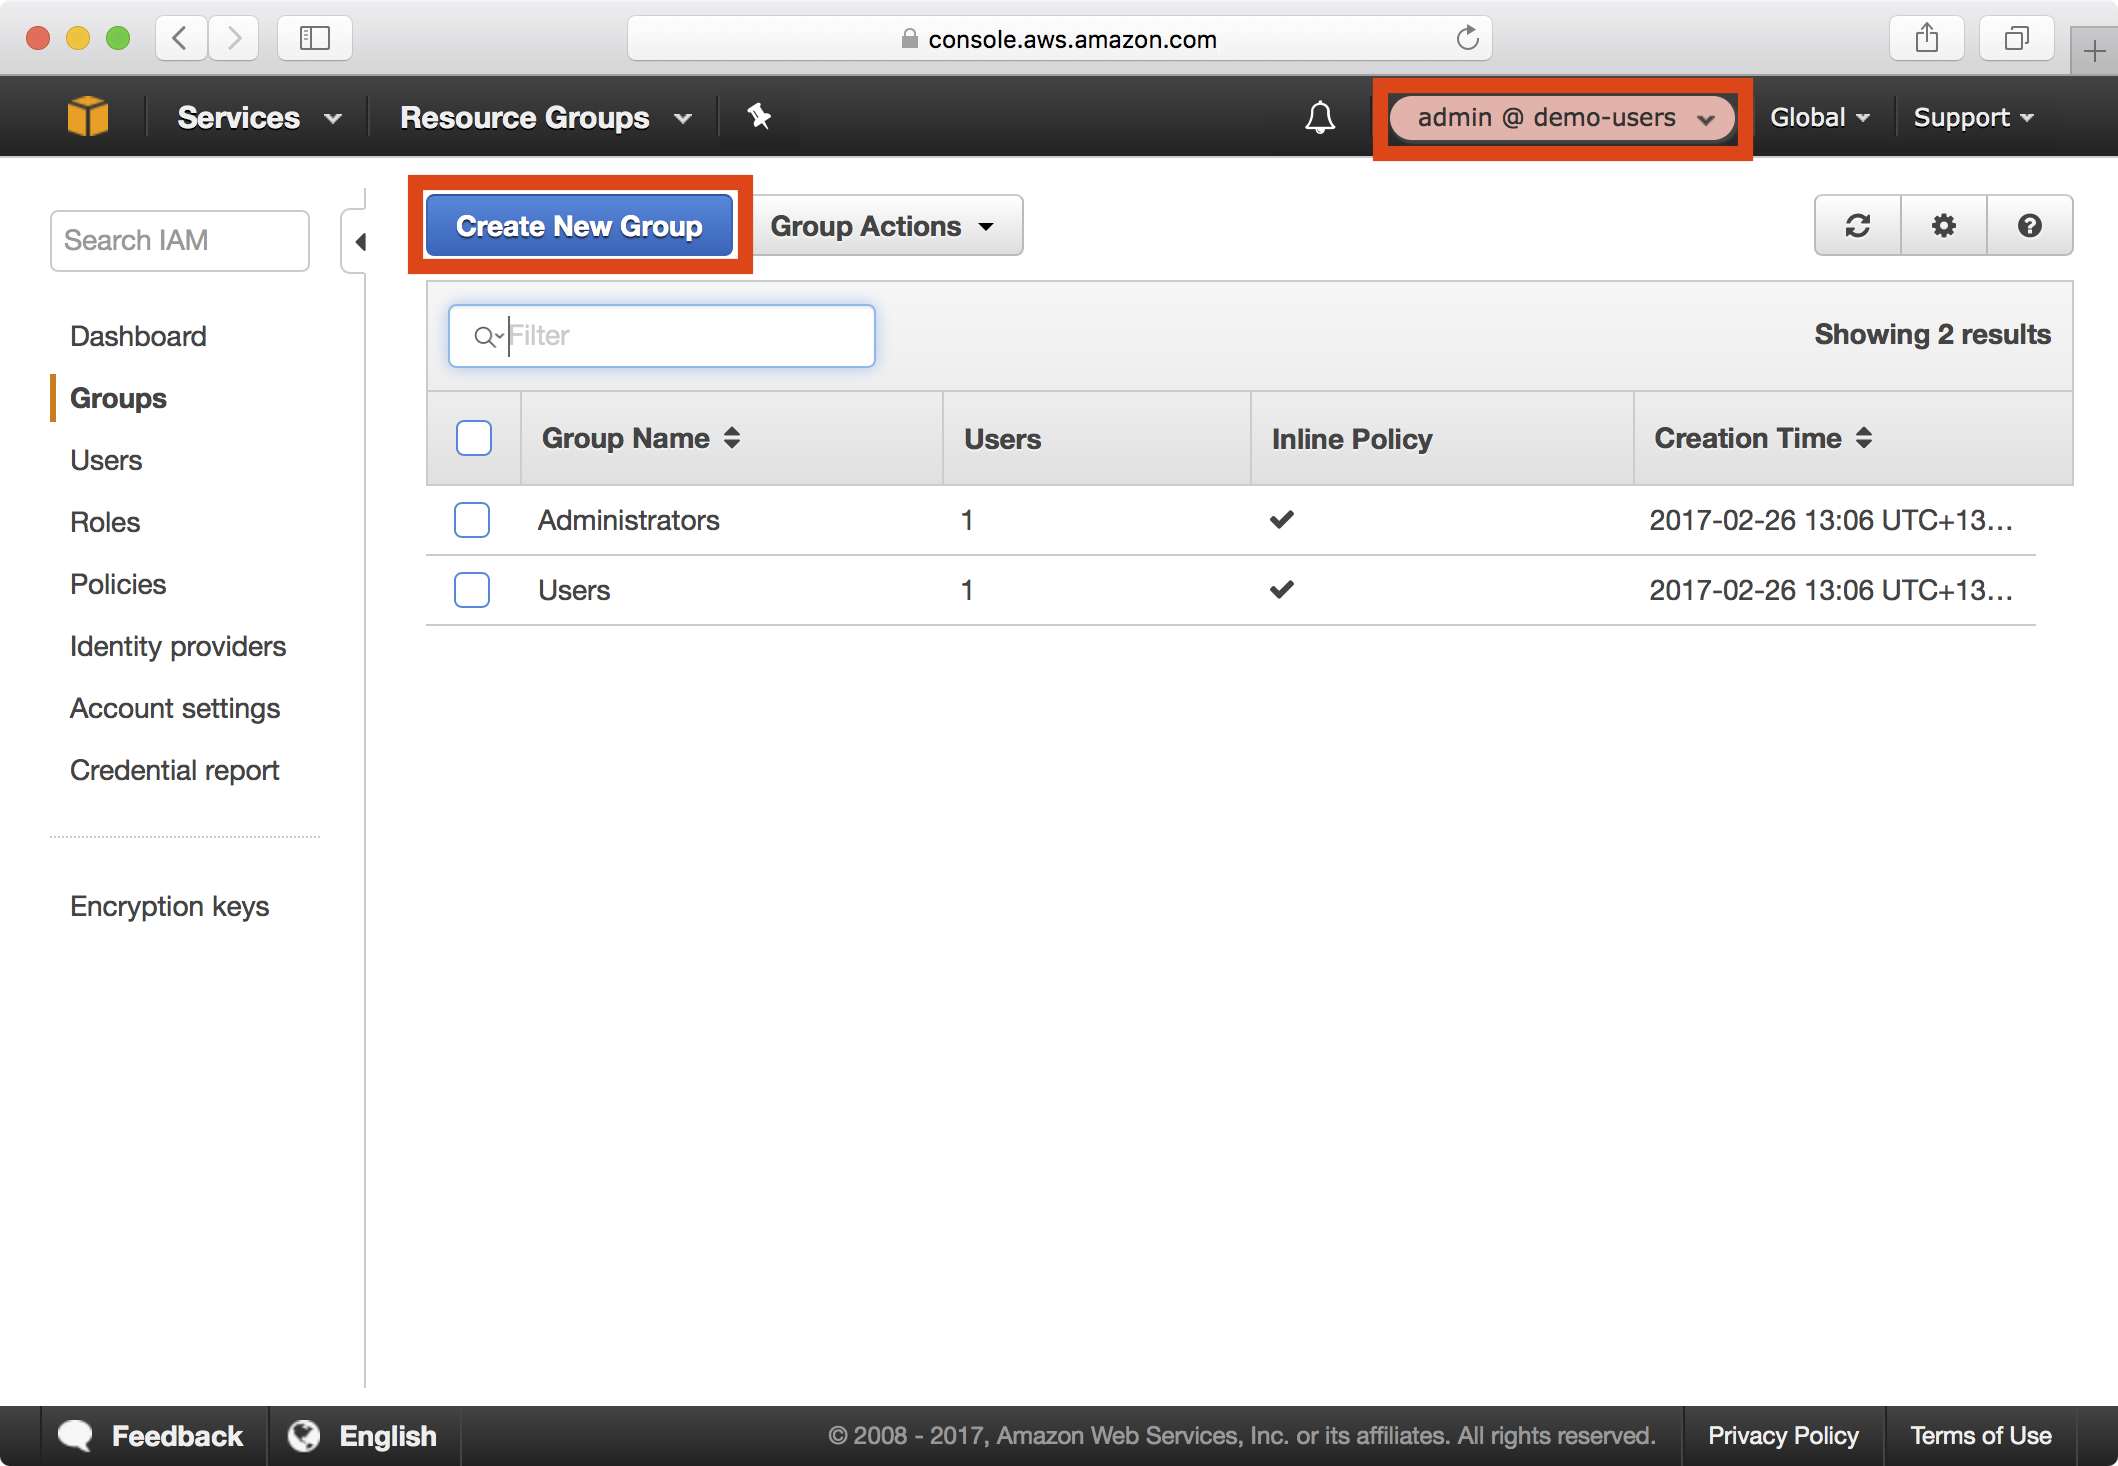 console.aws.amazon.com
Services
Resource Groups
admin @ demo-users
Global
Support
Search IAM
Create New Group
Group Actions
Filter
Showing 2 results
Dashboard
Groups
Users
Roles
Policies
Identity providers
Account settings
Credential report
Encryption keys
Group Name Users Inline Policy Creation Time
Administrators 1 2017-02-26 13:06 UTC+13…
Users 1 2017-02-26 13:06 UTC+13…
Feedback
English
© 2008 - 2017, Amazon Web Services, Inc. or its affiliates. All rights reserved.
Privacy Policy
Terms of Use